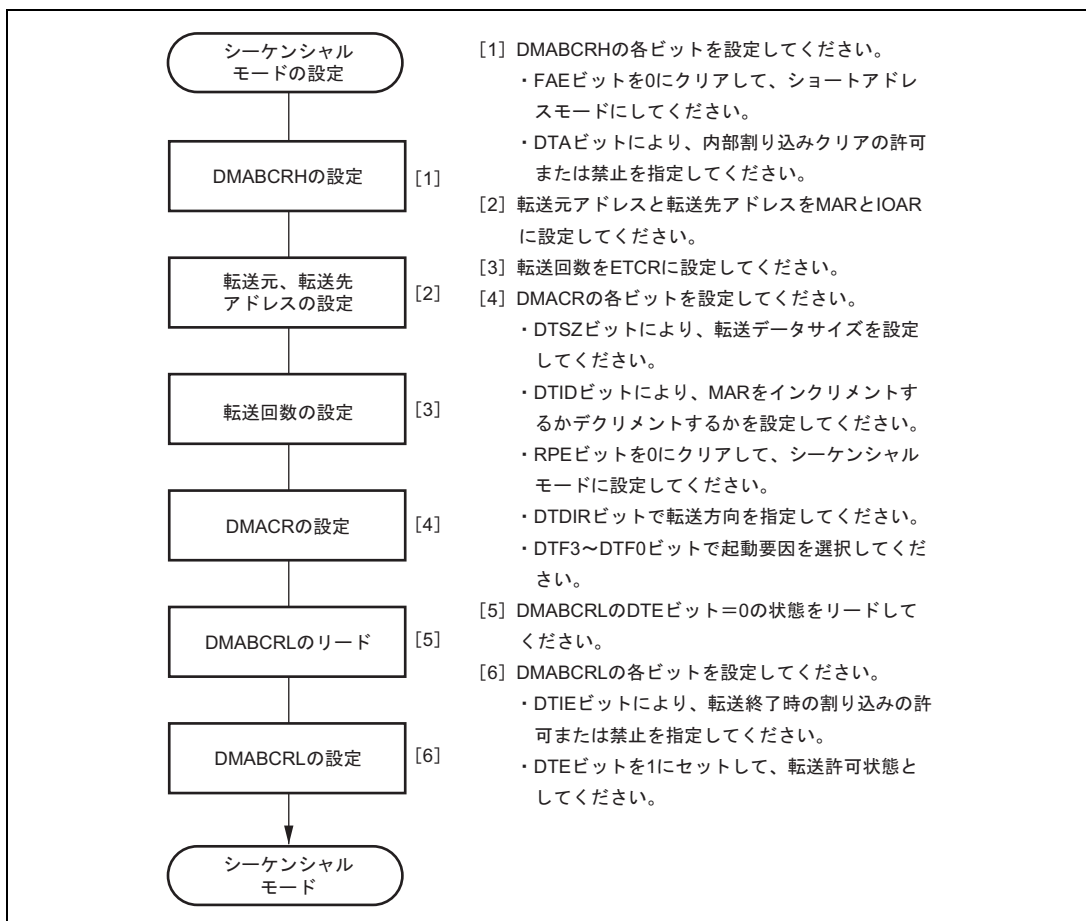 シーケンシャル
モードの設定
DMABCRHの設定
[1]
転送元、転送先
アドレスの設定
[2]
転送回数の設定
[3]
DMACRの設定
[4]
DMABCRLのリード
[5]
DMABCRLの設定
[6]
シーケンシャル
モード
[1] DMABCRHの各ビットを設定してください。
・FAEビットを0にクリアして、ショートアドレ
スモードにしてください。
・DTAビットにより、内部割り込みクリアの許可
または禁止を指定してください。
[2] 転送元アドレスと転送先アドレスをMARとIOAR
に設定してください。
[3] 転送回数をETCRに設定してください。
[4] DMACRの各ビットを設定してください。
・DTSZビットにより、転送データサイズを設定
してください。
・DTIDビットにより、MARをインクリメントす
るかデクリメントするかを設定してください。
・RPEビットを0にクリアして、シーケンシャル
モードに設定してください。
・DTDIRビットで転送方向を指定してください。
・DTF3～DTF0ビットで起動要因を選択してくだ
さい。
[5] DMABCRLのDTEビット＝0の状態をリードして
ください。
[6] DMABCRLの各ビットを設定してください。
・DTIEビットにより、転送終了時の割り込みの許
可または禁止を指定してください。
・DTEビットを1にセットして、転送許可状態と
してください。